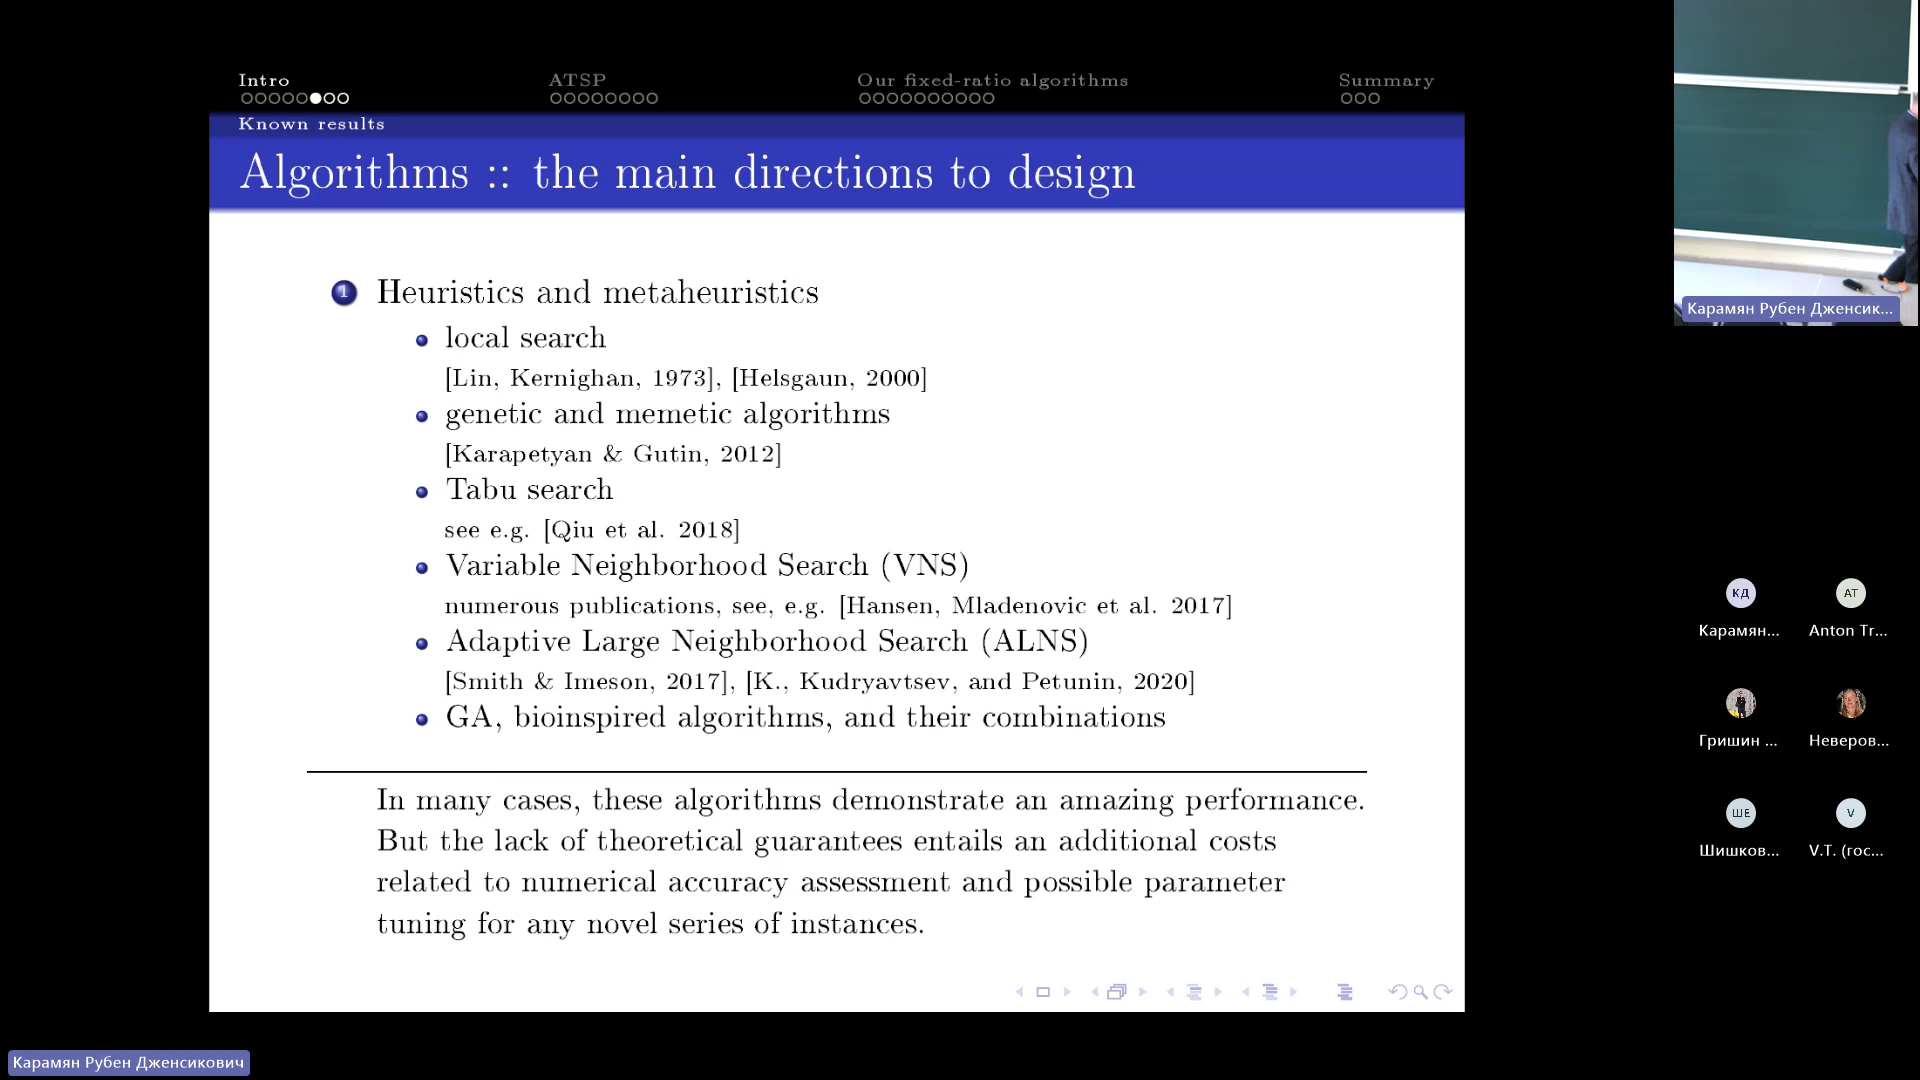 Intro
ATSP
Our fixed-ratio algorithms
Summary
Known results
Algorithms :: the main directions to design
1 Heuristics and metaheuristics
local search
[Lin, Kernighan, 1973], [Helsgaun, 2000]
genetic and memetic algorithms
[Karapetyan & Gutin, 2012]
Tabu search
see e.g. [Qiu et al. 2018]
Variable Neighborhood Search (VNS)
numerous publications, see, e.g. [Hansen, Mladenovic et al. 2017]
Adaptive Large Neighborhood Search (ALNS)
[Smith & Imeson, 2017], [K., Kudryavtsev, and Petunin, 2020]
GA, bioinspired algorithms, and their combinations
In many cases, these algorithms demonstrate an amazing performance.
But the lack of theoretical guarantees entails an additional costs
related to numerical accuracy assessment and possible parameter
tuning for any novel series of instances.
Карамян Рубен Дженсик...
КД
AT
Карамян...
Anton Tr...
Гришин ...
Неверов...
ШЕ
V
Шишков...
V.T. (гос...
Карамян Рубен Дженсикович